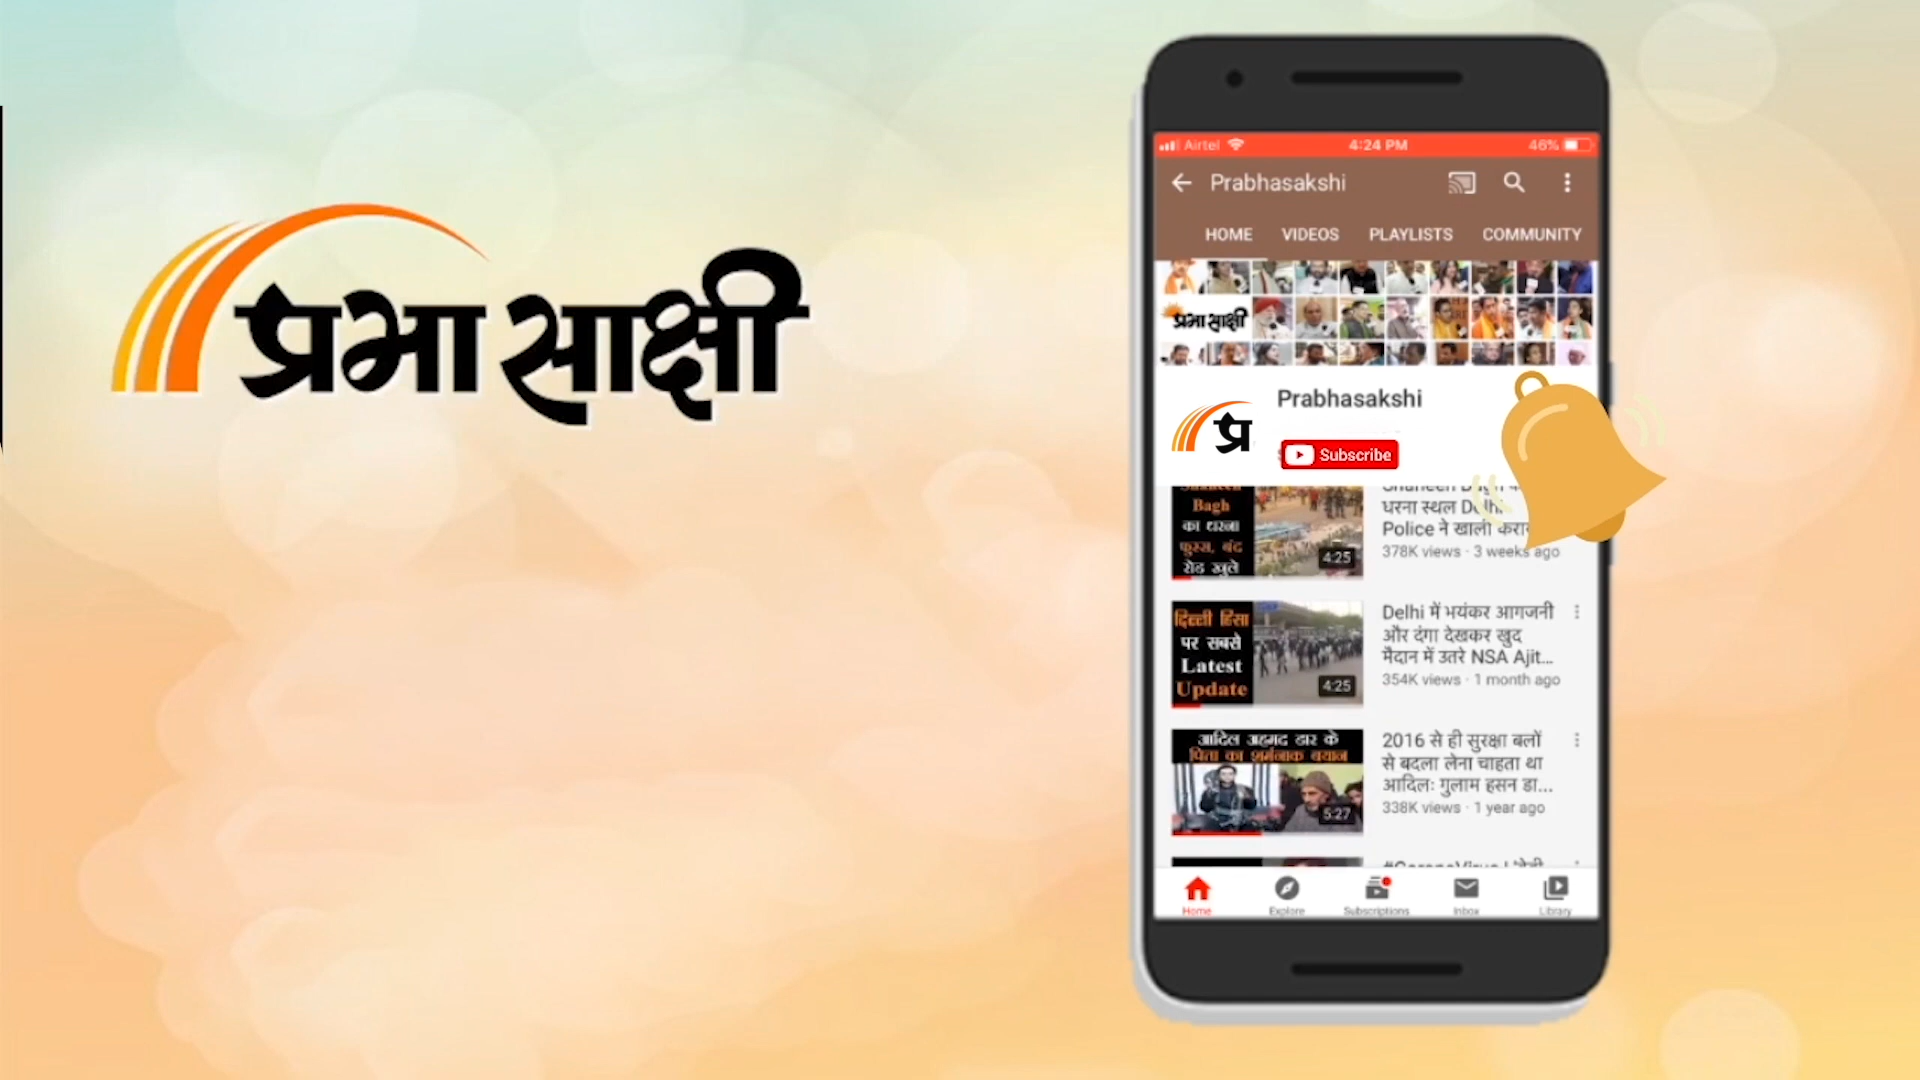 प्रभासाक्षी
Airtel
4:24 PM
46%
Prabhasakshi
HOME VIDEOS PLAYLISTS COMMUNITY
प्रभासाक्षी
Prabhasakshi
प्र
Subscribe
Bagh
का धरना
फुस्स, बंद
रोड खुले
4:25
Shaheen Bagh
धरना स्थल Delhi
Police ने खाली
378K views · 3 weeks ago
दिल्ली हिंसा
पर सबसे
Latest
Update
4:25
Delhi में भयंकर आगजनी
और दंगा देखकर खुद
मैदान में उतरे NSA Ajit...
354K views · 1 month ago
आदिल अहमद डार के
पिता का शर्मनाक बयान
5:27
2016 से ही सुरक्षा बलों
से बदला लेना चाहता था
आदिलः गुलाम हसन डा...
338K views · 1 year ago
Home Explore Subscriptions Inbox Library